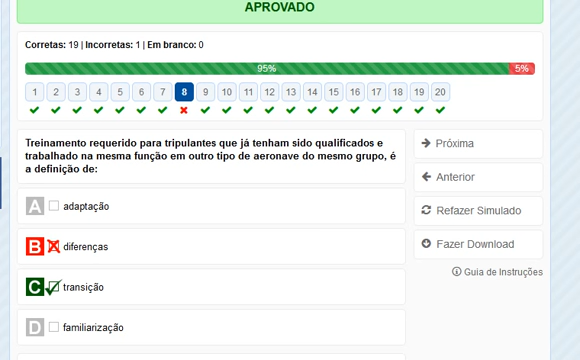 APROVADO
Corretas: 19 | Incorretas: 1 | Em branco: 0
95% 5%
1 2 3 4 5 6 7 8 9 10 11 12 13 14 15 16 17 18 19 20
Treinamento requerido para tripulantes que já tenham sido qualificados e
trabalhado na mesma função em outro tipo de aeronave do mesmo grupo, é
a definição de:
A adaptação
B diferenças
C transição
D familiarização
Próxima
Anterior
Refazer Simulado
Fazer Download
Guia de Instruções